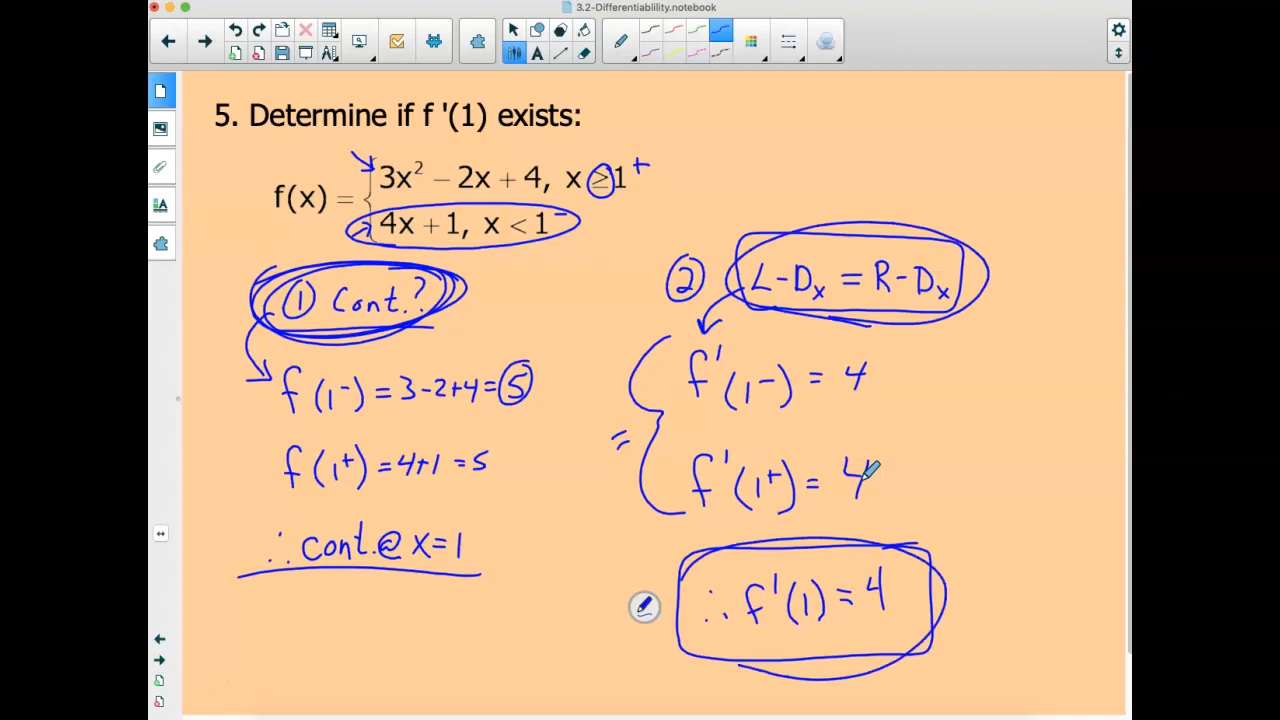 3.2-Differentiabliility.notebook
5. Determine if f '(1) exists:
f(x) = { 3x² − 2x + 4, x ≥ 1⁺
4x + 1, x < 1⁻
① Cont.?
f(1⁻) = 3-2+4 = 5
f(1⁺) = 4+1 = 5
∴ cont. @ x=1
② L-Dₓ = R-Dₓ
f'(1⁻) = 4
=
f'(1⁺) = 4
∴ f'(1) = 4